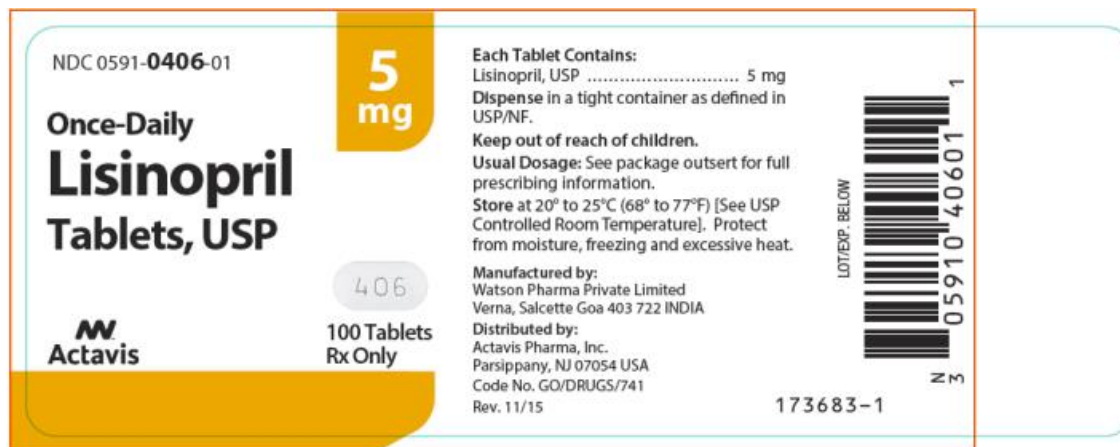 NDC 0591-0406-01
5
mg
Once-Daily
Lisinopril
Tablets, USP
406
100 Tablets
Rx Only
Actavis
Each Tablet Contains:
Lisinopril, USP ............................ 5 mg
Dispense in a tight container as defined in
USP/NF.
Keep out of reach of children.
Usual Dosage: See package outsert for full
prescribing information.
Store at 20° to 25°C (68° to 77°F) [See USP
Controlled Room Temperature].  Protect
from moisture, freezing and excessive heat.
Manufactured by:
Watson Pharma Private Limited
Verna, Salcette Goa 403 722 INDIA
Distributed by:
Actavis Pharma, Inc.
Parsippany, NJ 07054 USA
Code No. GO/DRUGS/741
Rev. 11/15
173683-1
LOT/EXP. BELOW
N
3
05910 40601
1